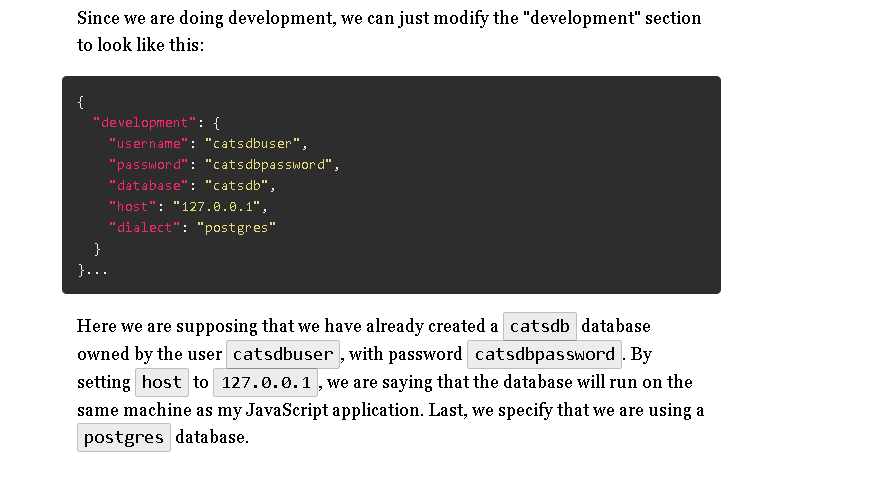 Since we are doing development, we can just modify the "development" section
to look like this:
{
"development": {
"username": "catsdbuser",
"password": "catsdbpassword",
"database": "catsdb",
"host": "127.0.0.1",
"dialect": "postgres"
}
}...
Here we are supposing that we have already created a catsdb database
owned by the user catsdbuser, with password catsdbpassword. By
setting host to 127.0.0.1, we are saying that the database will run on the
same machine as my JavaScript application. Last, we specify that we are using a
postgres database.